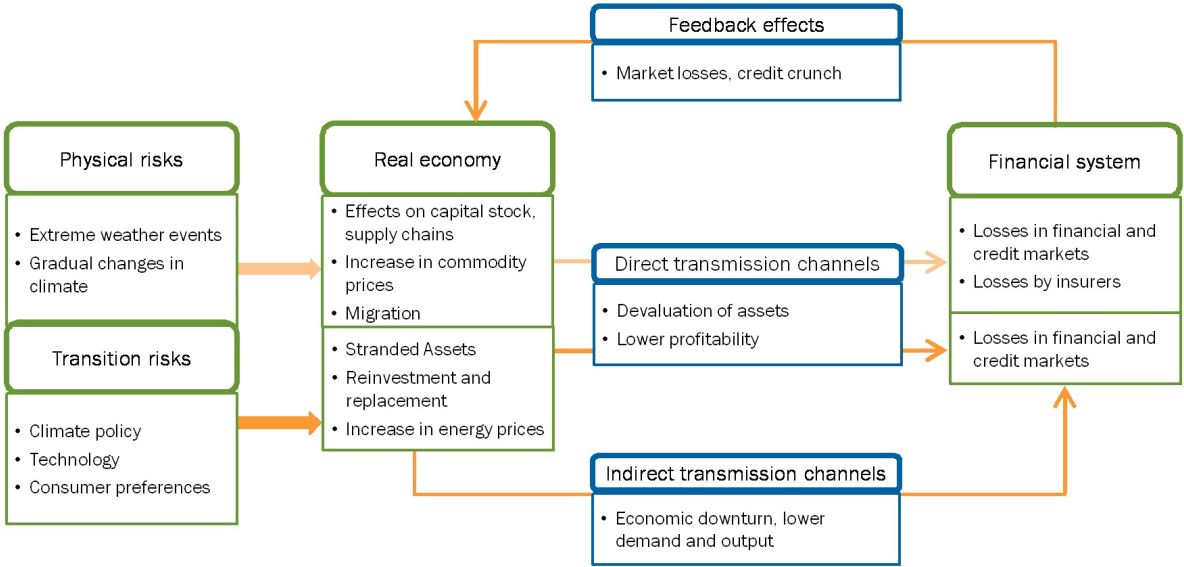 Feedback effects
• Market losses, credit crunch
Physical risks
• Extreme weather events
• Gradual changes in
climate
Transition risks
• Climate policy
• Technology
• Consumer preferences
Real economy
• Effects on capital stock,
supply chains
• Increase in commodity
prices
• Migration
• Stranded Assets
• Reinvestment and
replacement
• Increase in energy prices
Direct transmission channels
• Devaluation of assets
• Lower profitability
Indirect transmission channels
• Economic downturn, lower
demand and output
Financial system
• Losses in financial and
credit markets
• Losses by insurers
• Losses in financial and
credit markets